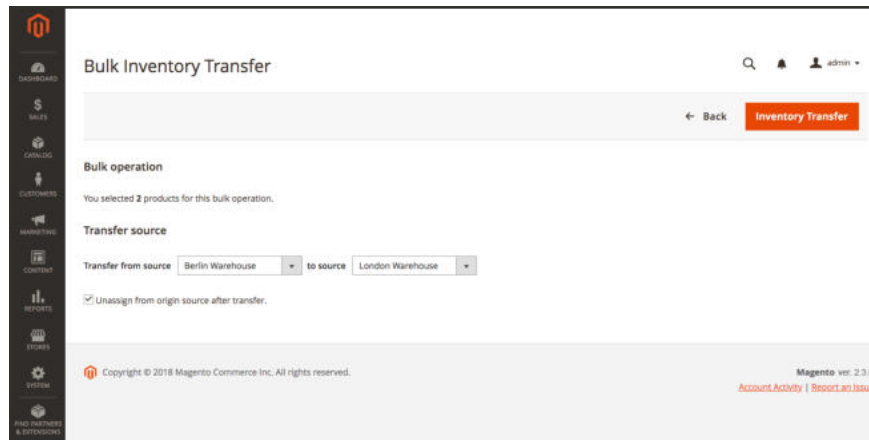 Bulk Inventory Transfer
admin
DASHBOARD
SALES
CATALOG
CUSTOMERS
MARKETING
CONTENT
REPORTS
STORES
SYSTEM
FIND PARTNERS
& EXTENSIONS
← Back
Inventory Transfer
Bulk operation
You selected 2 products for this bulk operation.
Transfer source
Transfer from source Berlin Warehouse to source London Warehouse
Unassign from origin source after transfer.
Copyright © 2018 Magento Commerce Inc. All rights reserved.
Magento ver. 2.3.
Account Activity | Report an Issu